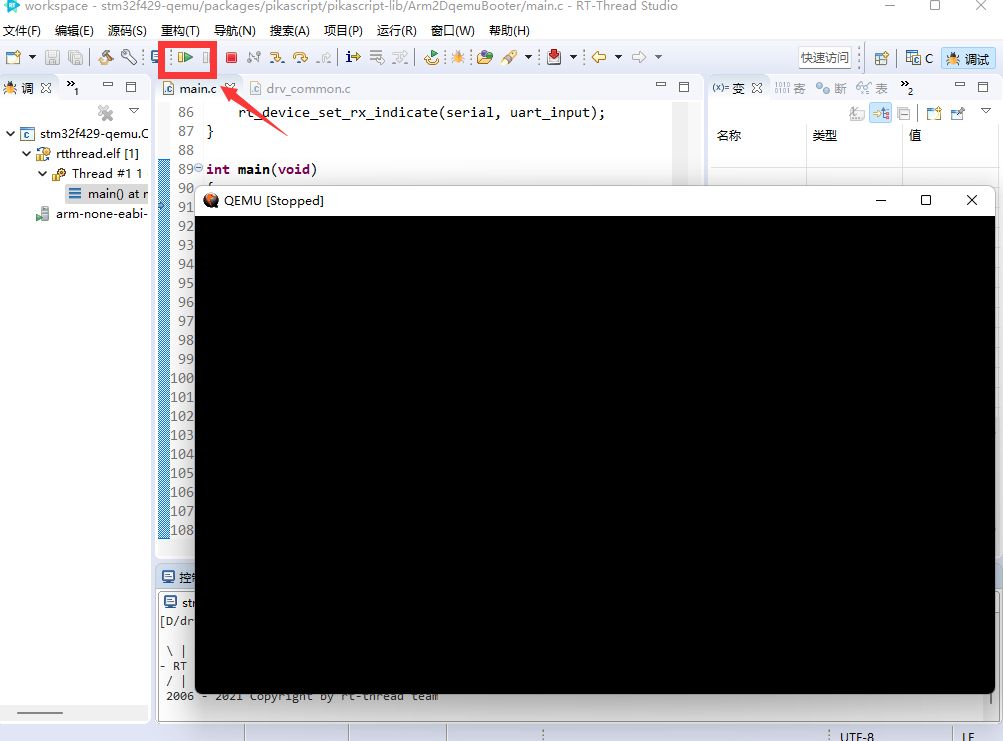 workspace - stm32f429-qemu/packages/pikascript/pikascript-lib/Arm2DqemuBooter/main.c - RT-Thread Studio
文件(F) 编辑(E) 源码(S) 重构(T) 导航(N) 搜索(A) 项目(P) 运行(R) 窗口(W) 帮助(H)
快速访问 C 调试
调 »1 main.c drv_common.c (x)= 变 寄 断 表 »2
stm32f429-qemu.C
rtthread.elf [1]
Thread #1 1
main() at r
arm-none-eabi-
86 rt_device_set_rx_indicate(serial, uart_input);
87 }
88
89 int main(void)
90 {
91
92
93
94
95
96
97
98
99
100
101
102
103
104
105
106
107
108
名称 类型 值
QEMU [Stopped]
控制
stm
[D/dr
\ |
- RT
/ |
2006 - 2021 Copyright by rt-thread team
UTF-8 LF